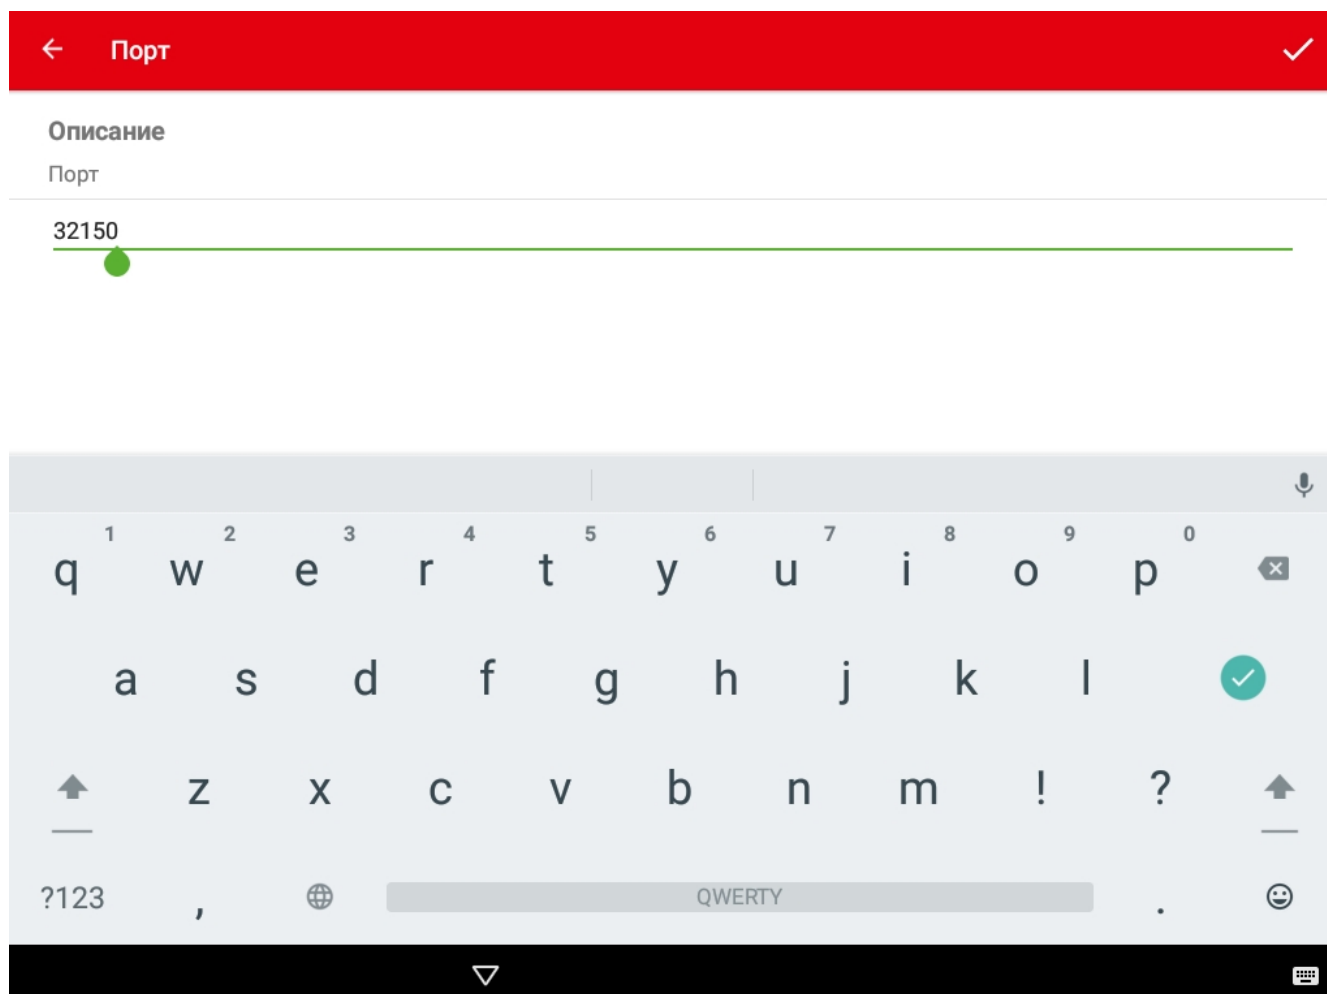 Порт
Описание
Порт
32150
1 2 3 4 5 6 7 8 9 0
q w e r t y u i o p
a s d f g h j k l
z x c v b n m ! ?
?123 , QWERTY .